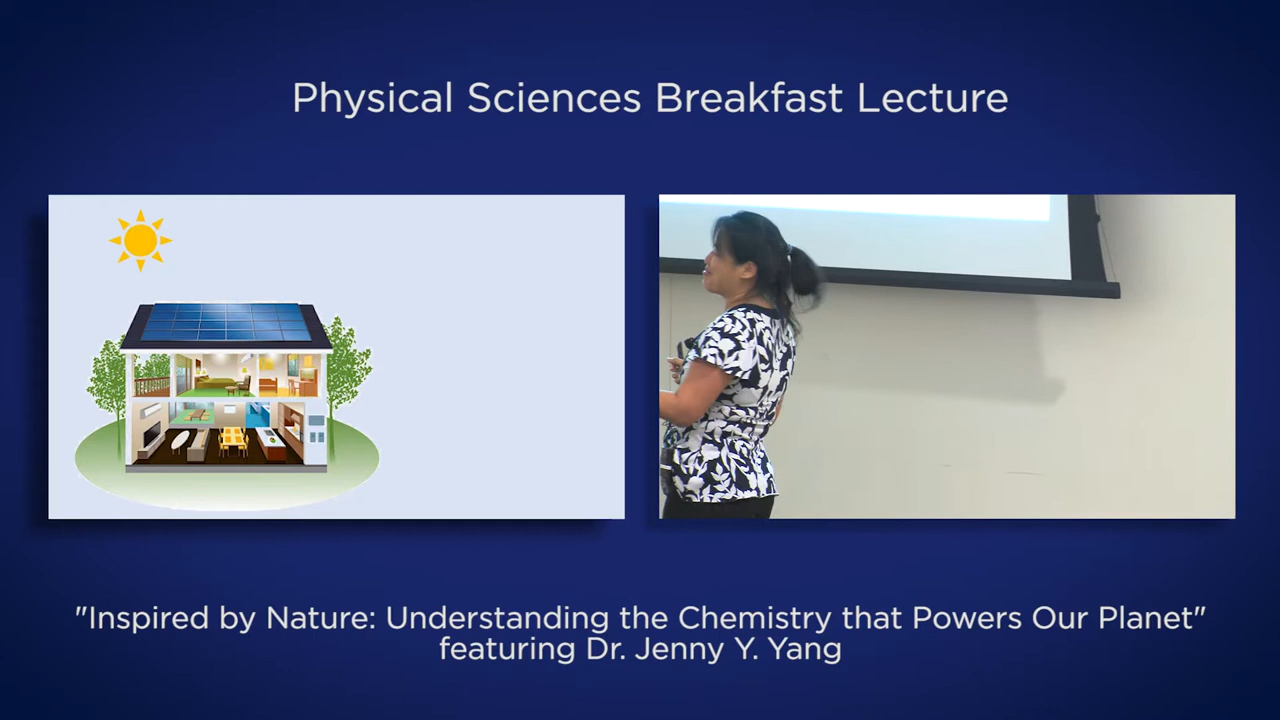 Physical Sciences Breakfast Lecture
"Inspired by Nature: Understanding the Chemistry that Powers Our Planet"
featuring Dr. Jenny Y. Yang